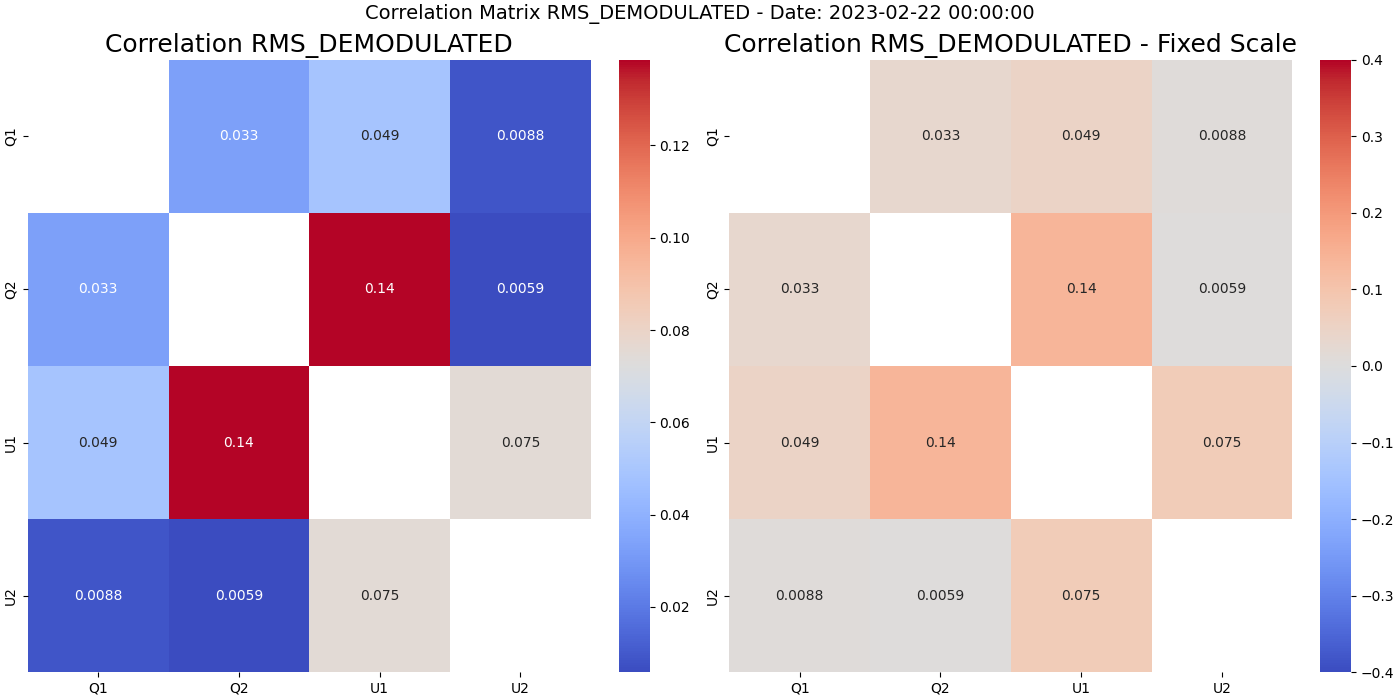 Correlation Matrix RMS_DEMODULATED - Date: 2023-02-22 00:00:00
Correlation RMS_DEMODULATED
Q1
0.033 0.049 0.0088
Q2
0.033 0.14 0.0059
U1
0.049 0.14 0.075
U2
0.0088 0.0059 0.075
Q1 Q2 U1 U2
0.12
0.10
0.08
0.06
0.04
0.02
Correlation RMS_DEMODULATED - Fixed Scale
Q1
0.033 0.049 0.0088
Q2
0.033 0.14 0.0059
U1
0.049 0.14 0.075
U2
0.0088 0.0059 0.075
Q1 Q2 U1 U2
0.4
0.3
0.2
0.1
0.0
−0.1
−0.2
−0.3
−0.4